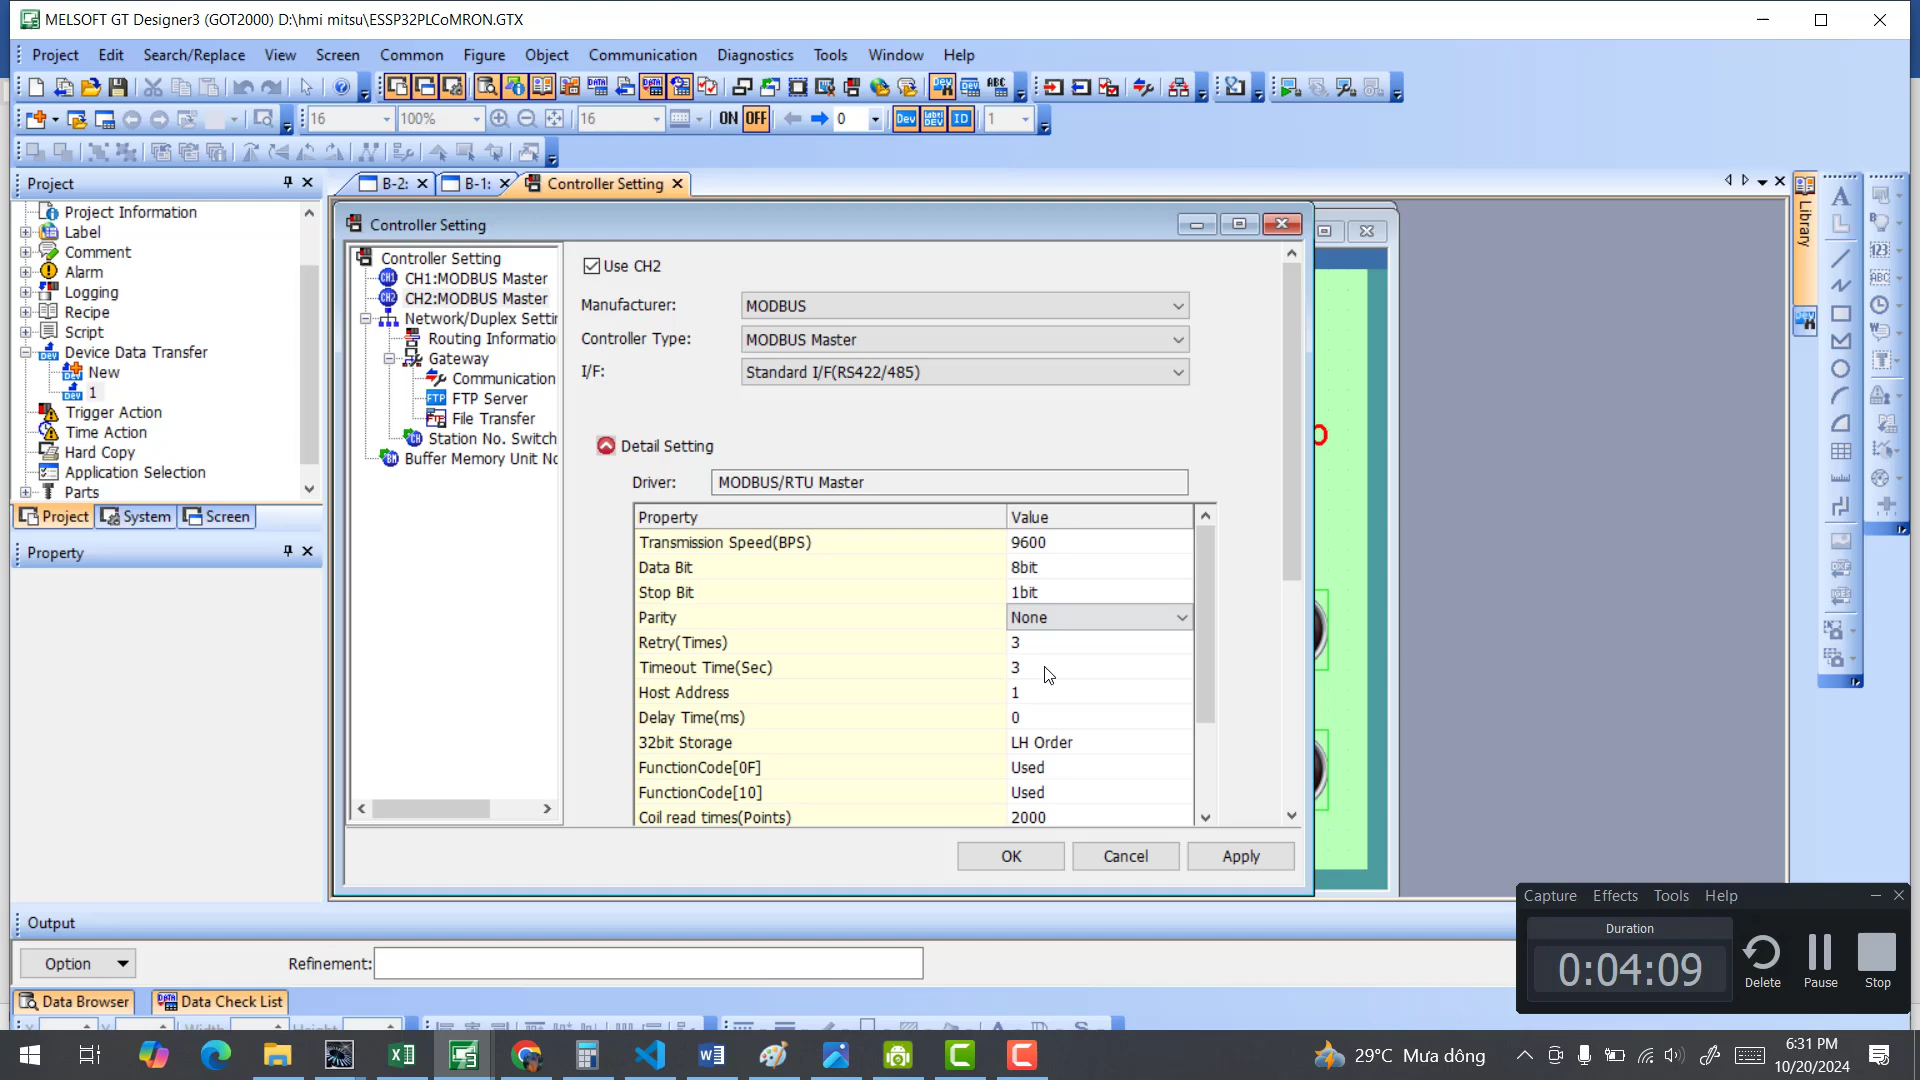 MELSOFT GT Designer3 (GOT2000) D:\hmi mitsu\ESSP32PLCoMRON.GTX
Project Edit Search/Replace View Screen Common Figure Object Communication Diagnostics Tools Window Help
16 100% 16 ON OFF 0 Dev ID 1
Project
B-2: B-1: Controller Setting
Library
Project Information
Label
Comment
Alarm
Logging
Recipe
Script
Device Data Transfer
New
1
Trigger Action
Time Action
Hard Copy
Application Selection
Parts
Project System Screen
Property
Controller Setting
Controller Setting
CH1:MODBUS Master
CH2:MODBUS Master
Network/Duplex Settin
Routing Informatio
Gateway
Communication
FTP Server
File Transfer
Station No. Switch
Buffer Memory Unit No
Use CH2
Manufacturer: MODBUS
Controller Type: MODBUS Master
I/F: Standard I/F(RS422/485)
Detail Setting
Driver: MODBUS/RTU Master
Property Value
Transmission Speed(BPS) 9600
Data Bit 8bit
Stop Bit 1bit
Parity None
Retry(Times) 3
Timeout Time(Sec) 3
Host Address 1
Delay Time(ms) 0
32bit Storage LH Order
FunctionCode[0F] Used
FunctionCode[10] Used
Coil read times(Points) 2000
OK Cancel Apply
Output
Option Refinement:
Data Browser Data Check List
Capture Effects Tools Help
Duration
0:04:09
Delete Pause Stop
29°C Mưa dông
6:31 PM
10/20/2024